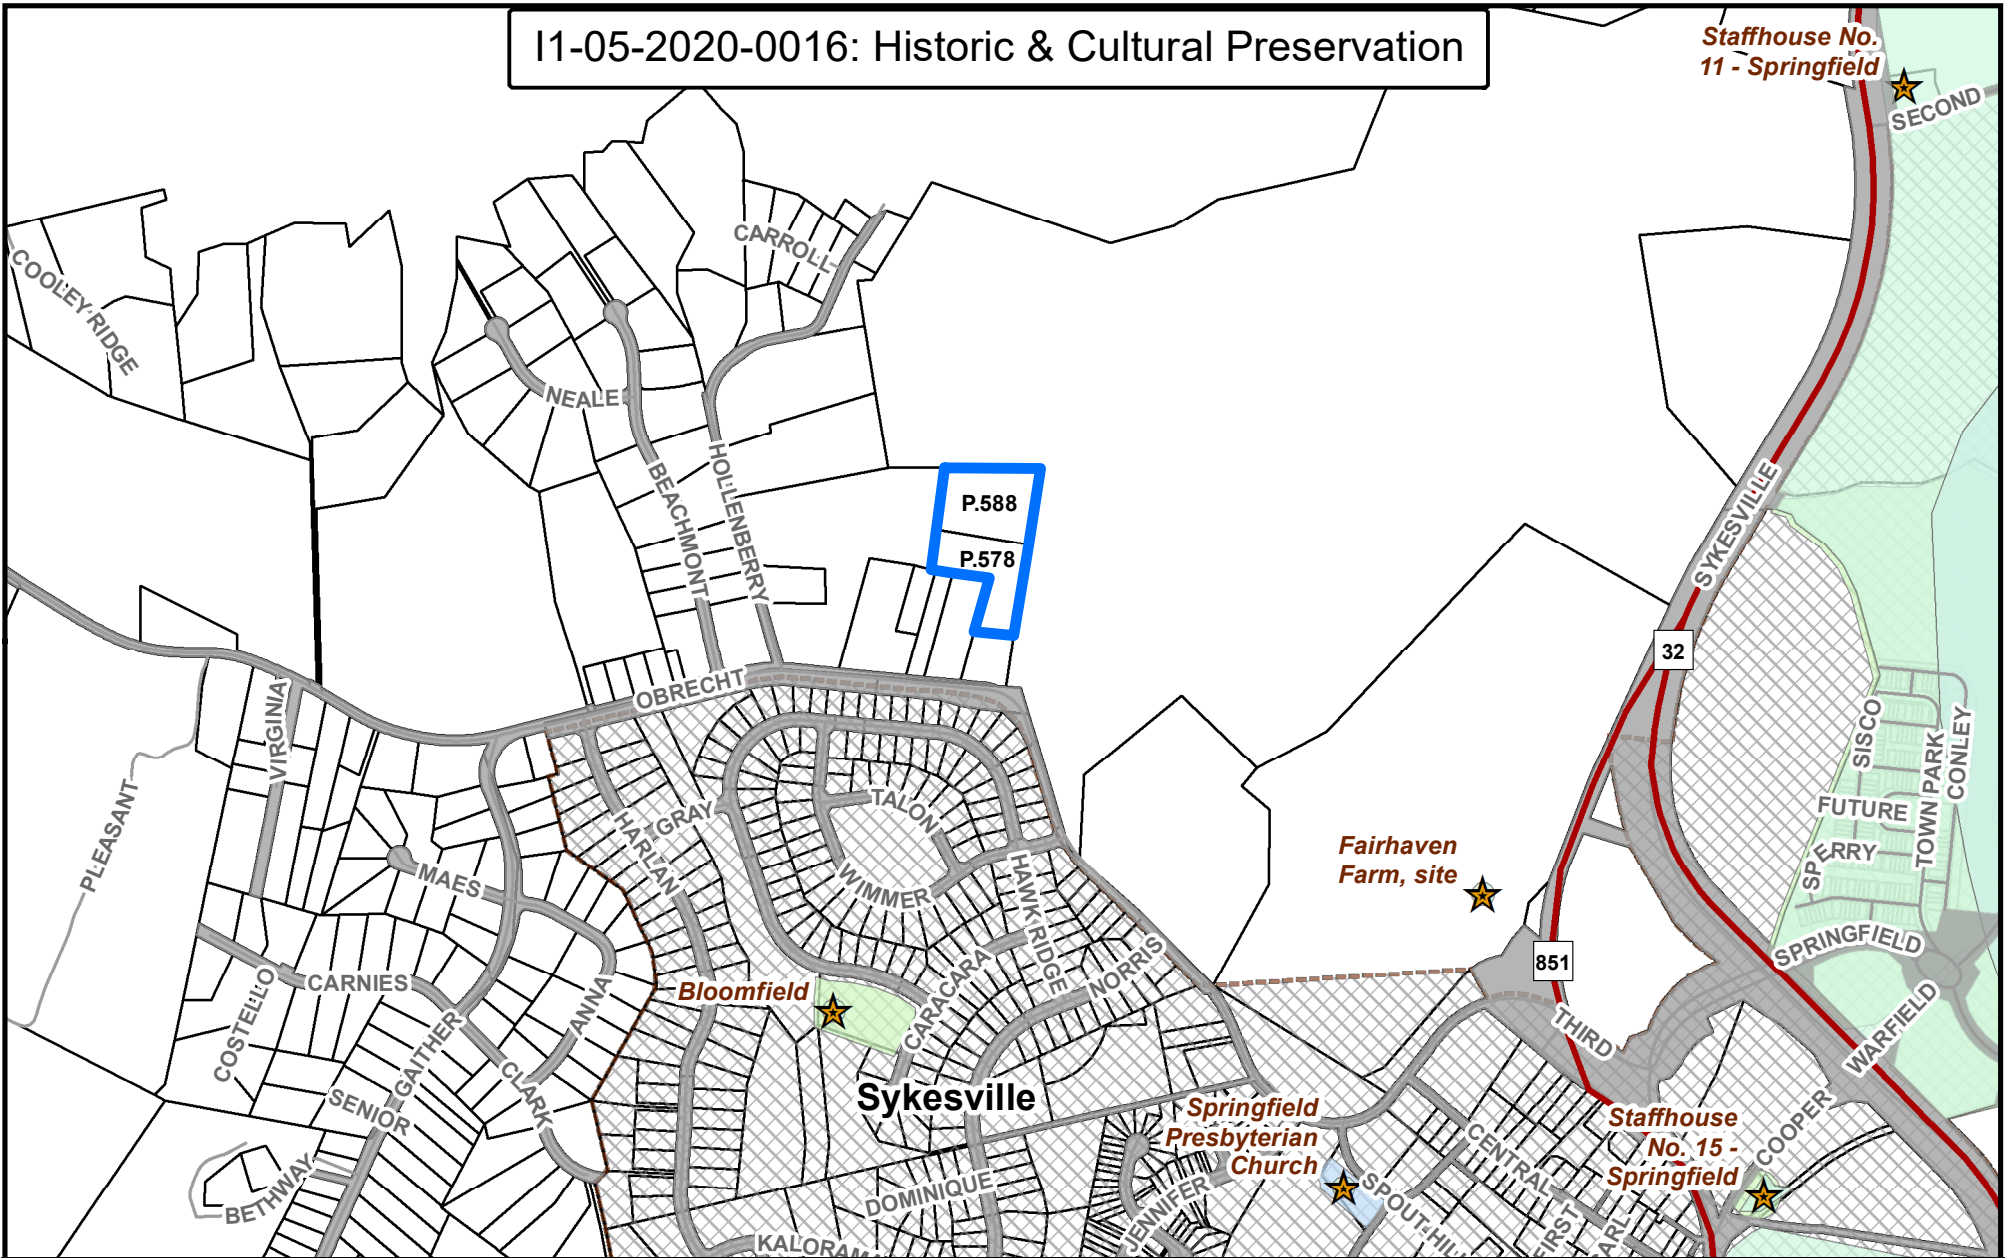 I1-05-2020-0016: Historic & Cultural Preservation
Staffhouse No.
11 - Springfield
SECOND
CARROLL
COOLEY RIDGE
NEALE
HOLLENBERRY
BEACHMONT
P.588
P.578
SYKESVILLE
32
OBRECHT
VIRGINIA
PLEASANT
SISCO
TOWN PARK
CONLEY
FUTURE
SPERRY
HARLAN
GRAY
TALON
WIMMER
MAES
HAWK RIDGE
Fairhaven
Farm, site
SPRINGFIELD
851
NORRIS
CARACARA
Bloomfield
CARNIES
COSTELLO
ANNA
GAITHER
CLARK
SENIOR
THIRD
WARFIELD
COOPER
Sykesville
Springfield
Presbyterian
Church
Staffhouse
No. 15 -
Springfield
CENTRAL
BETHWAY
DOMINIQUE
JENNIFER
SPOUT HILL
FIRST
KALORAMA